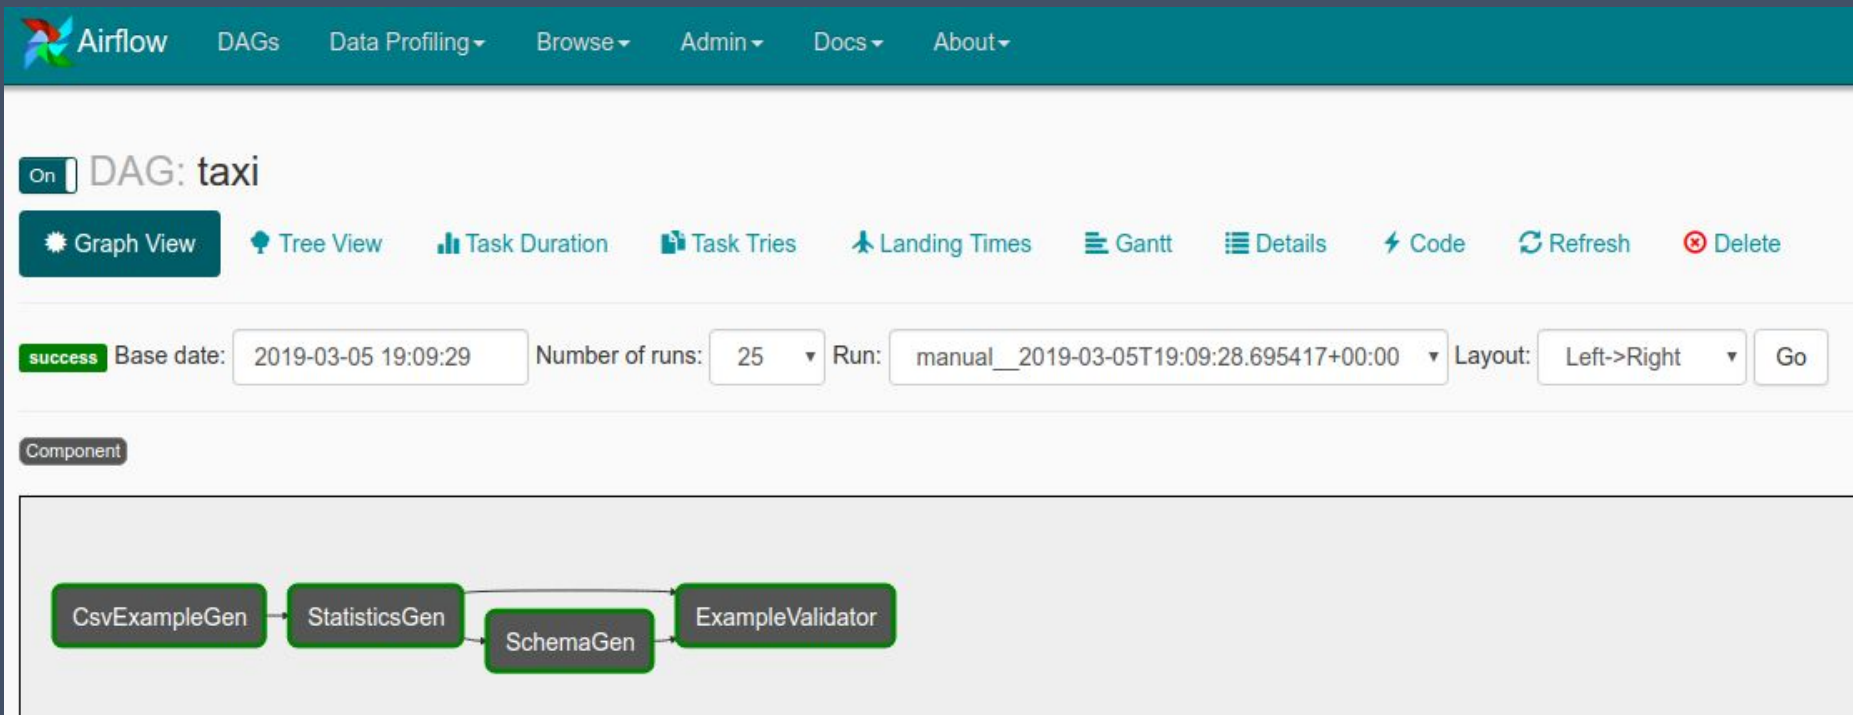 Airflow DAGs Data Profiling Browse Admin Docs About
On DAG: taxi
Graph View Tree View Task Duration Task Tries Landing Times Gantt Details Code Refresh Delete
success Base date: 2019-03-05 19:09:29 Number of runs: 25 Run: manual__2019-03-05T19:09:28.695417+00:00 Layout: Left->Right Go
Component
CsvExampleGen StatisticsGen ExampleValidator
SchemaGen